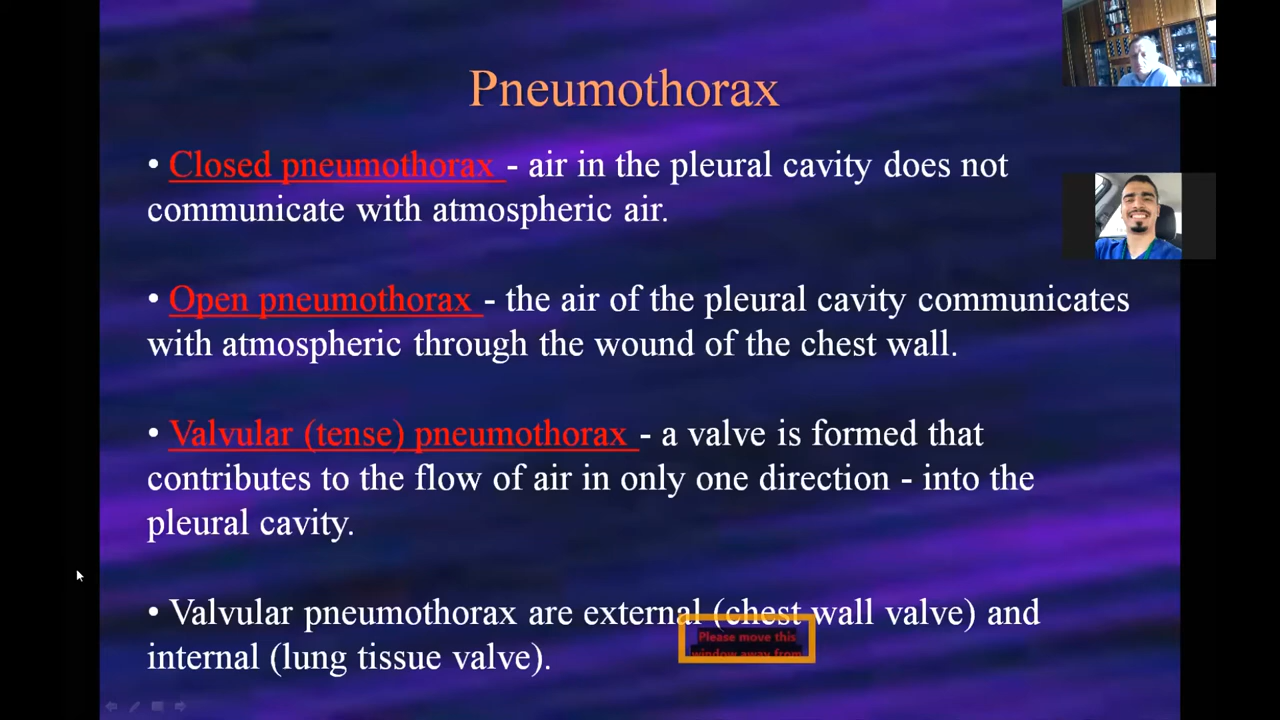 Pneumothorax
• Closed pneumothorax - air in the pleural cavity does not
communicate with atmospheric air.
• Open pneumothorax - the air of the pleural cavity communicates
with atmospheric through the wound of the chest wall.
• Valvular (tense) pneumothorax - a valve is formed that
contributes to the flow of air in only one direction - into the
pleural cavity.
• Valvular pneumothorax are external (chest wall valve) and
internal (lung tissue valve).
Please move this
window away from